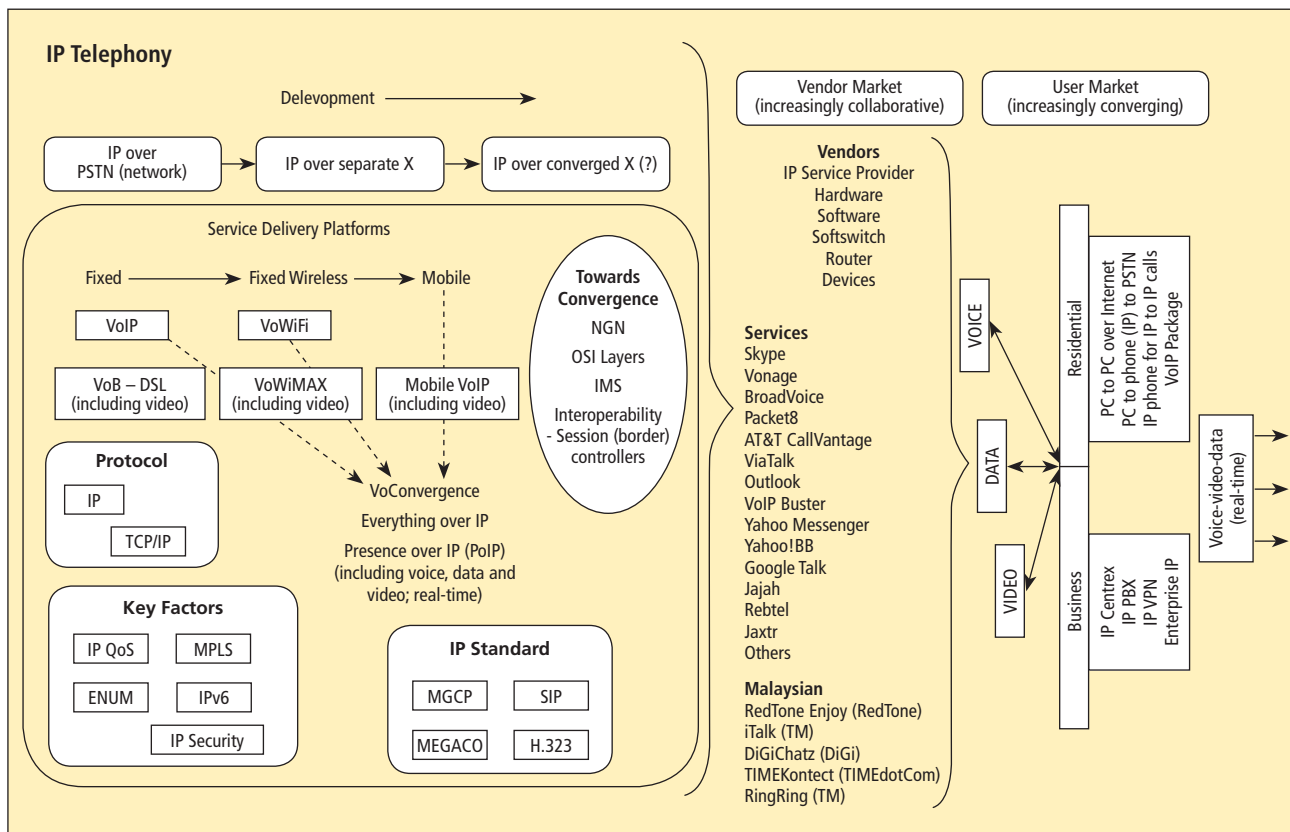 IP Telephony
Delevopment
IP over
PSTN (network)
IP over separate X
IP over converged X (?)
Service Delivery Platforms
Fixed
Fixed Wireless
Mobile
VoIP
VoWiFi
VoB – DSL
(including video)
VoWiMAX
(including video)
Mobile VoIP
(including video)
Towards
Convergence
NGN
OSI Layers
IMS
Interoperability
- Session (border)
controllers
Protocol
IP
TCP/IP
VoConvergence
Everything over IP
Presence over IP (PoIP)
(including voice, data and
video; real-time)
Key Factors
IP QoS
MPLS
ENUM
IPv6
IP Security
IP Standard
MGCP
SIP
MEGACO
H.323
Vendor Market
(increasingly collaborative)
User Market
(increasingly converging)
Vendors
IP Service Provider
Hardware
Software
Softswitch
Router
Devices
Services
Skype
Vonage
BroadVoice
Packet8
AT&T CallVantage
ViaTalk
Outlook
VoIP Buster
Yahoo Messenger
Yahoo!BB
Google Talk
Jajah
Rebtel
Jaxtr
Others
Malaysian
RedTone Enjoy (RedTone)
iTalk (TM)
DiGiChatz (DiGi)
TIMEKontect (TIMEdotCom)
RingRing (TM)
VOICE
DATA
VIDEO
Residential
Business
PC to PC over Internet
PC to phone (IP) to PSTN
IP phone for IP to IP calls
VoIP Package
IP Centrex
IP PBX
IP VPN
Enterprise IP
Voice-video-data
(real-time)